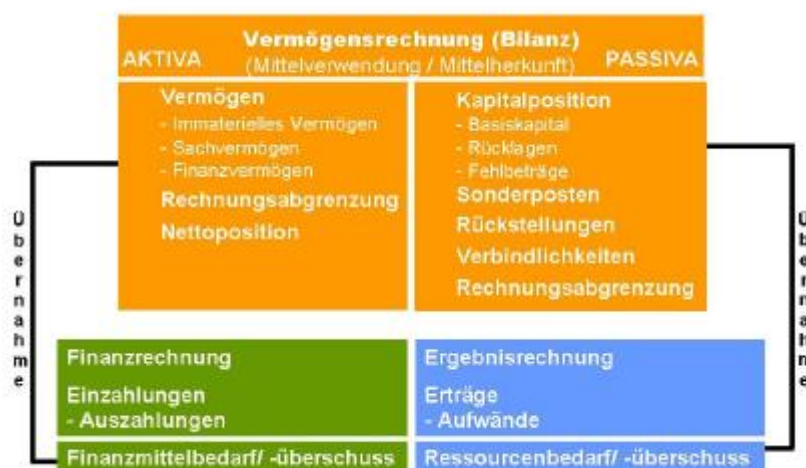 Vermögensrechnung (Bilanz)
AKTIVA
(Mittelverwendung / Mittelherkunft)
PASSIVA
Vermögen
- Immaterielles Vermögen
- Sachvermögen
- Finanzvermögen
Rechnungsabgrenzung
Nettoposition
Kapitalposition
- Basiskapital
- Rücklagen
- Fehlbeträge
Sonderposten
Rückstellungen
Verbindlichkeiten
Rechnungsabgrenzung
Übernahme
Übernahme
Finanzrechnung
Einzahlungen
- Auszahlungen
Finanzmittelbedarf/ -überschuss
Ergebnisrechnung
Erträge
- Aufwände
Ressourcenbedarf/ -überschuss